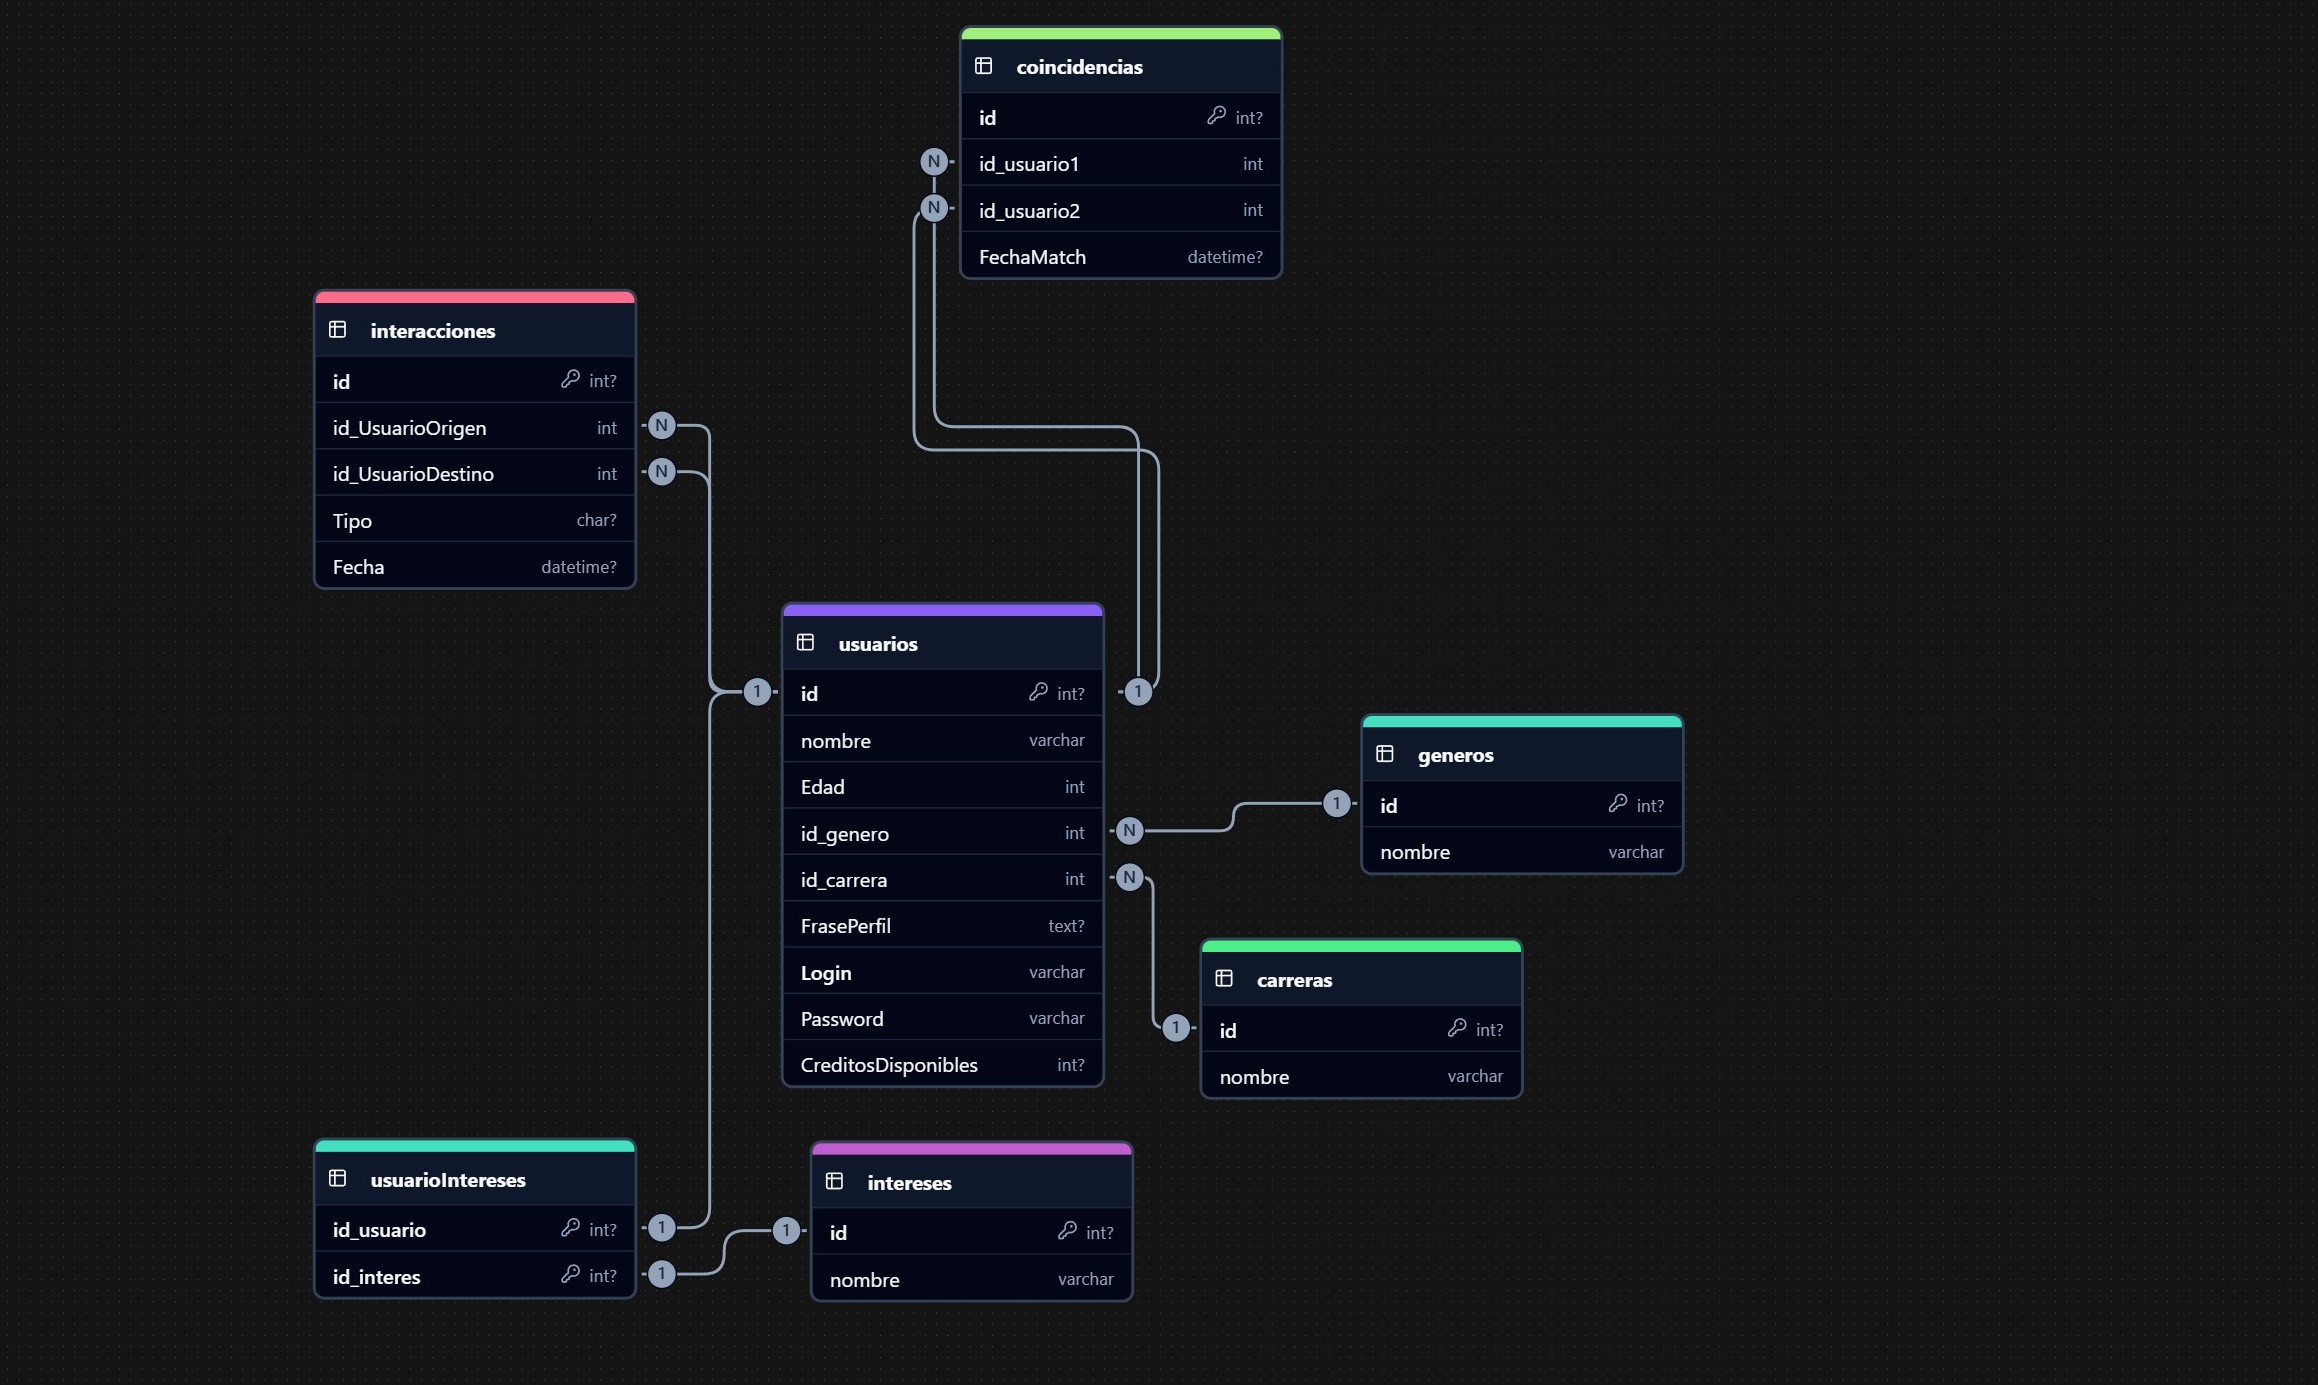 coincidencias
id int?
id_usuario1 int
id_usuario2 int
FechaMatch datetime?
N
N
interacciones
id int?
id_UsuarioOrigen int
id_UsuarioDestino int
Tipo char?
Fecha datetime?
N
N
usuarios
id int?
nombre varchar
Edad int
id_genero int
id_carrera int
FrasePerfil text?
Login varchar
Password varchar
CreditosDisponibles int?
1
1
N
N
generos
id int?
nombre varchar
1
carreras
id int?
nombre varchar
1
usuarioIntereses
id_usuario int?
id_interes int?
1
1
intereses
id int?
nombre varchar
1